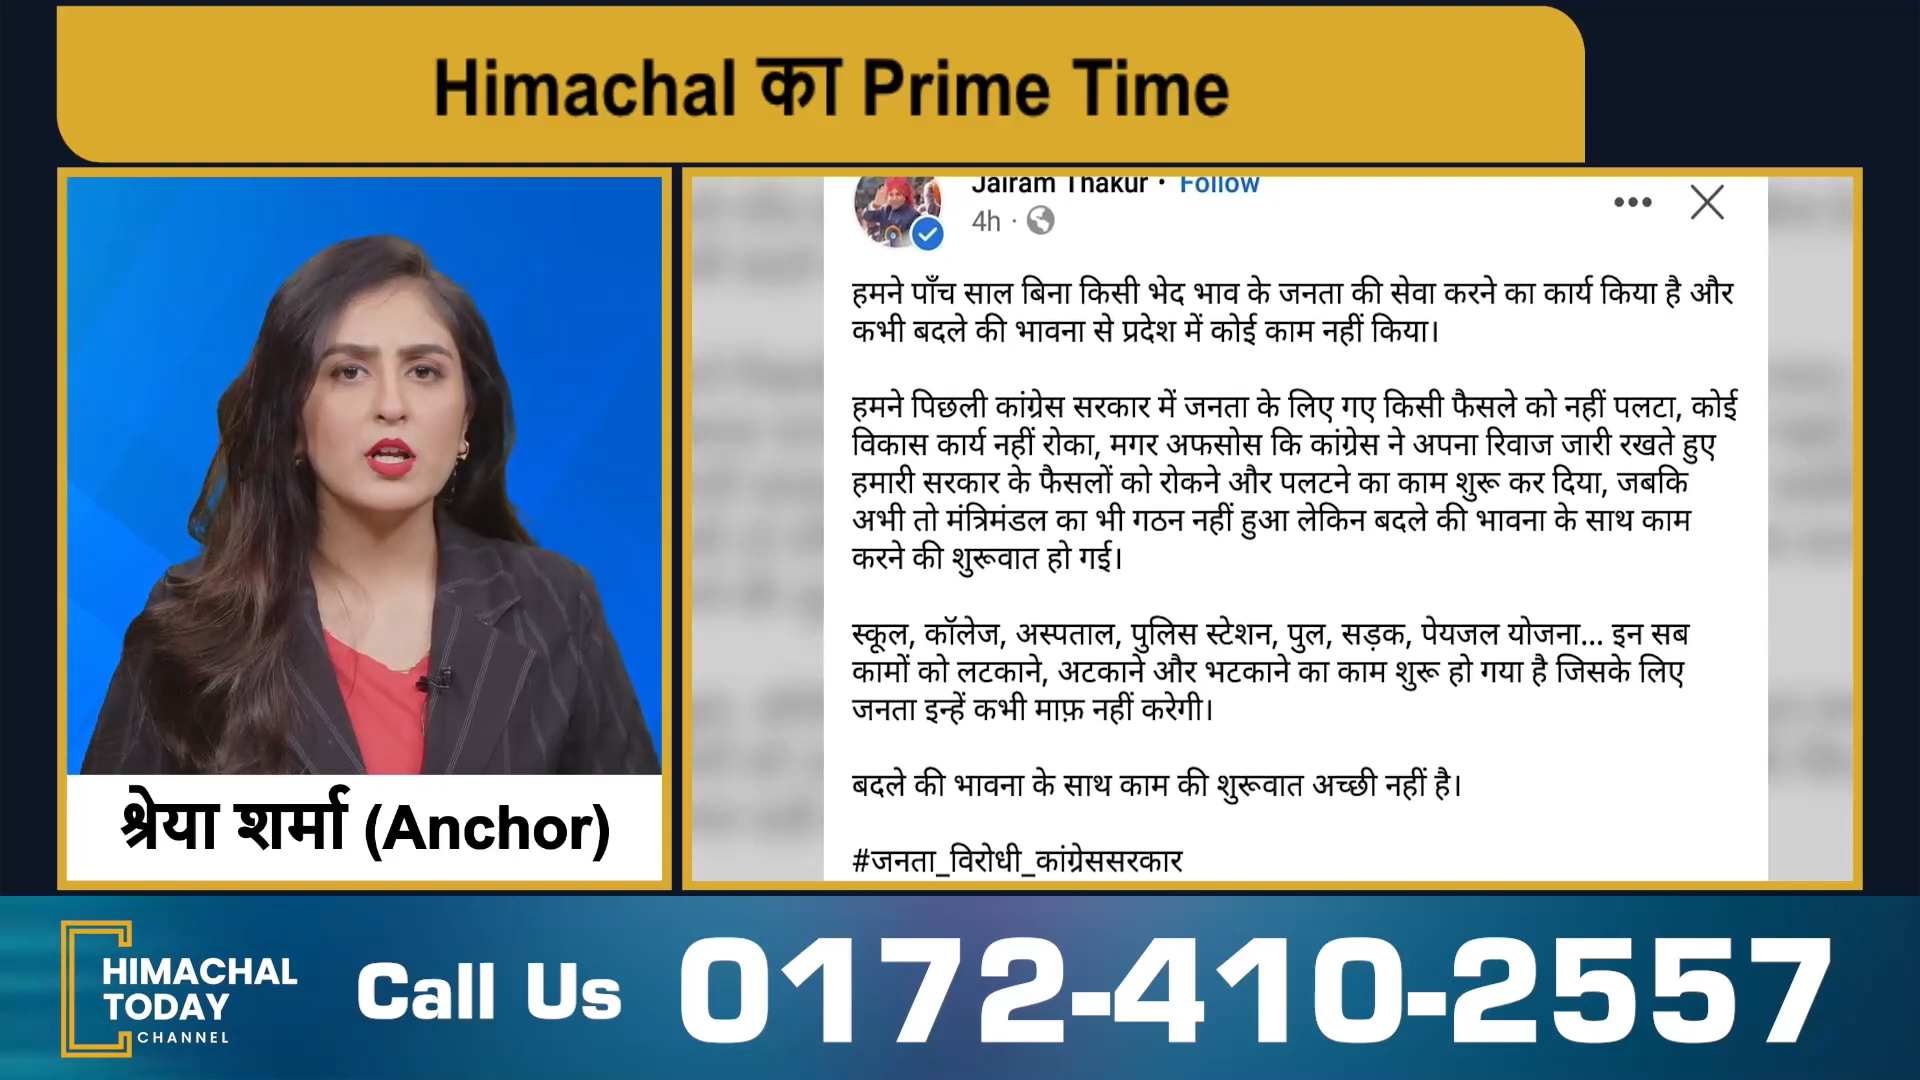 Himachal का Prime Time
श्रेया शर्मा (Anchor)
Jairam Thakur · Follow
4h ·
हमने पाँच साल बिना किसी भेद भाव के जनता की सेवा करने का कार्य किया है और
कभी बदले की भावना से प्रदेश में कोई काम नहीं किया।
हमने पिछली कांग्रेस सरकार में जनता के लिए गए किसी फैसले को नहीं पलटा, कोई
विकास कार्य नहीं रोका, मगर अफसोस कि कांग्रेस ने अपना रिवाज जारी रखते हुए
हमारी सरकार के फैसलों को रोकने और पलटने का काम शुरू कर दिया, जबकि
अभी तो मंत्रिमंडल का भी गठन नहीं हुआ लेकिन बदले की भावना के साथ काम
करने की शुरूवात हो गई।
स्कूल, कॉलेज, अस्पताल, पुलिस स्टेशन, पुल, सड़क, पेयजल योजना... इन सब
कामों को लटकाने, अटकाने और भटकाने का काम शुरू हो गया है जिसके लिए
जनता इन्हें कभी माफ़ नहीं करेगी।
बदले की भावना के साथ काम की शुरूवात अच्छी नहीं है।
#जनता_विरोधी_कांग्रेससरकार
HIMACHAL
TODAY
CHANNEL
Call Us 0172-410-2557